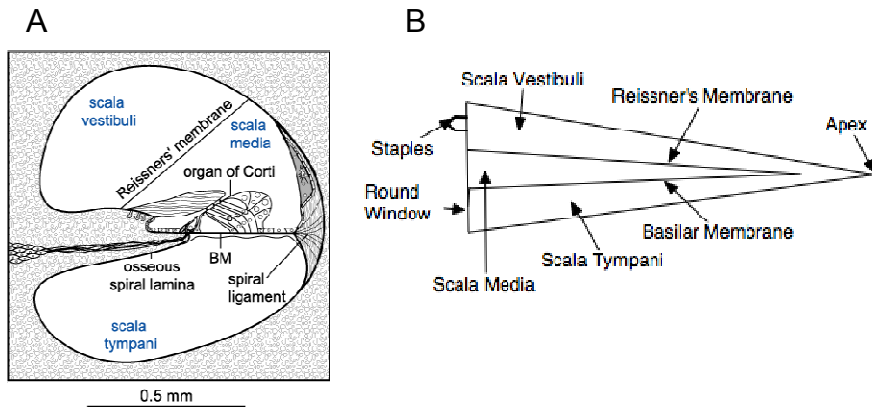 A
scala
vestibuli
Reissners' membrane
scala
media
organ of Corti
BM
osseous
spiral lamina
spiral
ligament
scala
tympani
0.5 mm
B
Scala Vestibuli
Reissner's Membrane
Apex
Staples
Round
Window
Basilar Membrane
Scala Tympani
Scala Media